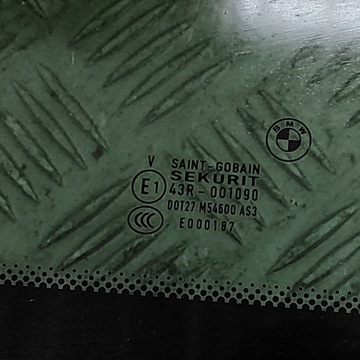 BMW
V SAINT-GOBAIN
SEKURIT
E1 43R-001090
DOT27 M54600 AS3
CCC E000187